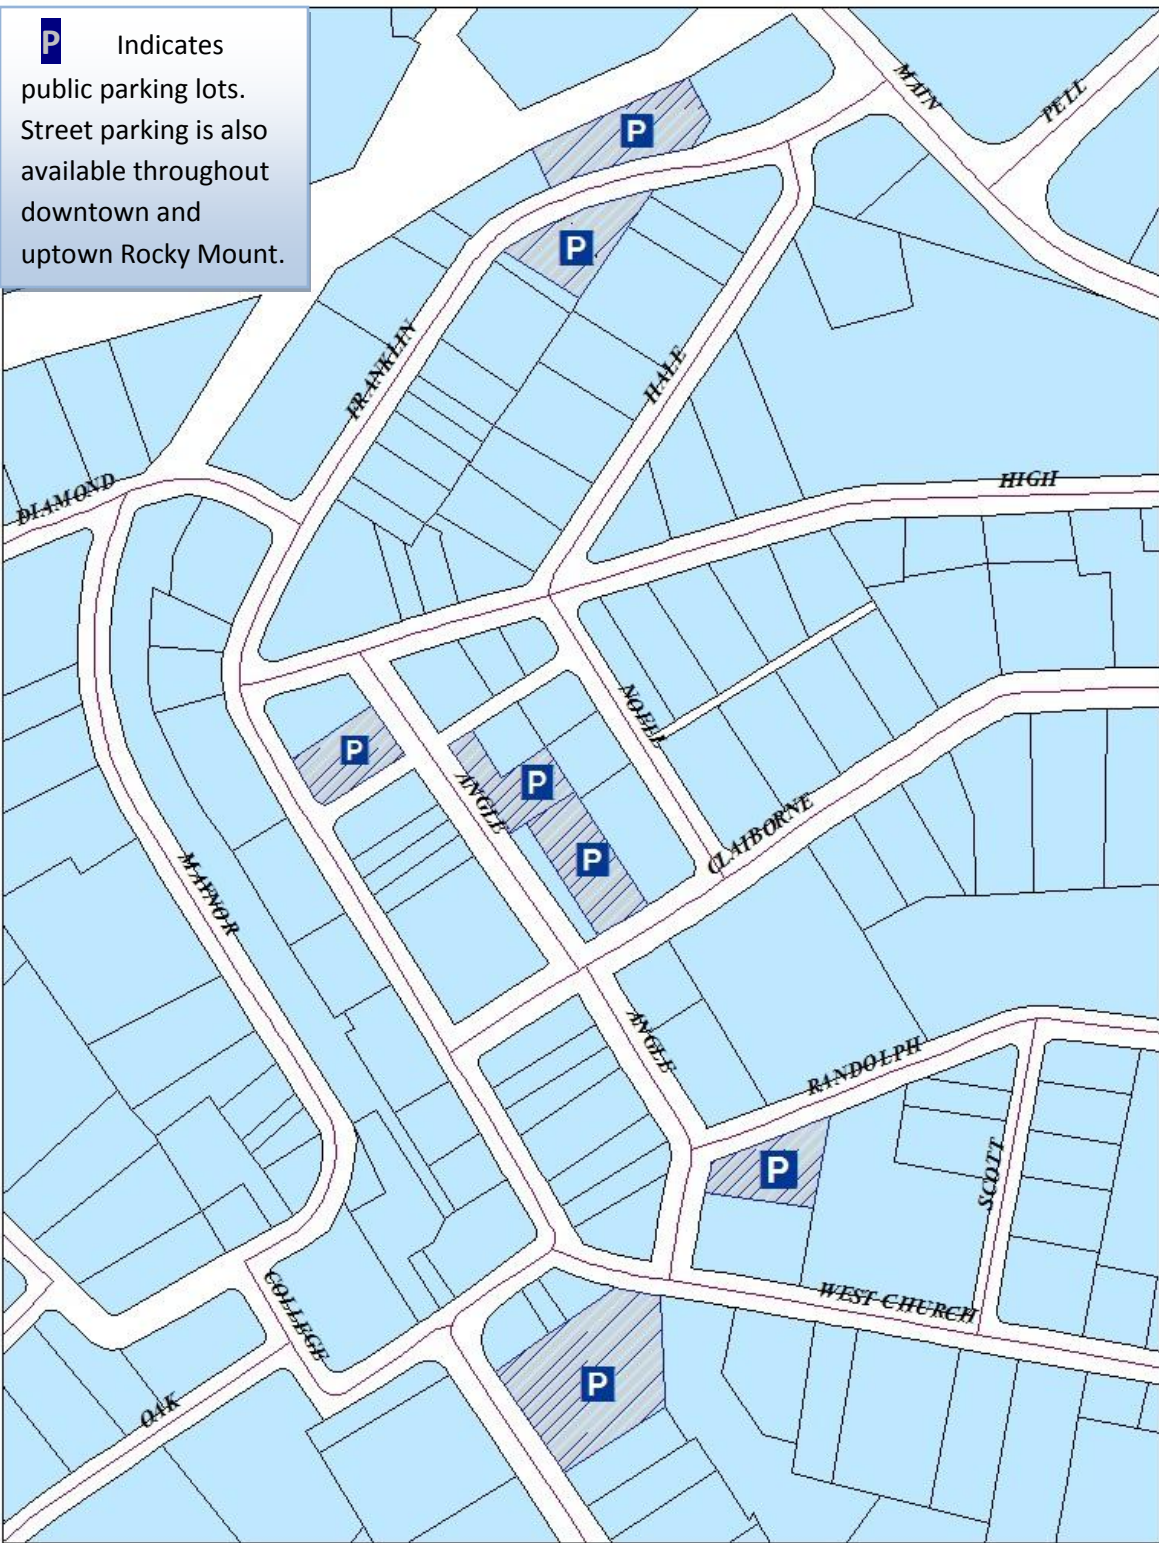 P Indicates
public parking lots.
Street parking is also
available throughout
downtown and
uptown Rocky Mount.
MAIN
PELL
P
P
FRANKLIN
HALE
DIAMOND
HIGH
NOELL
P
P
ANGLE
CLAIBORNE
P
MAYNOR
ANGLE
RANDOLPH
P
SCOTT
COLLEGE
WEST CHURCH
P
OAK